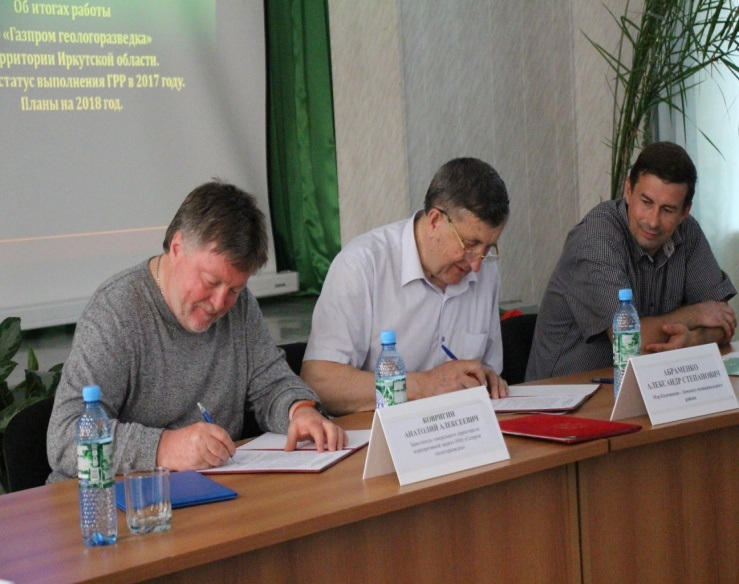 Об итогах работы
«Газпром геологоразведка»
рритории Иркутской области.
статус выполнения ГРР в 2017 году.
Планы на 2018 год.
КОВРИГИН
АНАТОЛИЙ АЛЕКСЕЕВИЧ
АБРАМЕНКО
АЛЕКСАНДР СТЕПАНОВИЧ